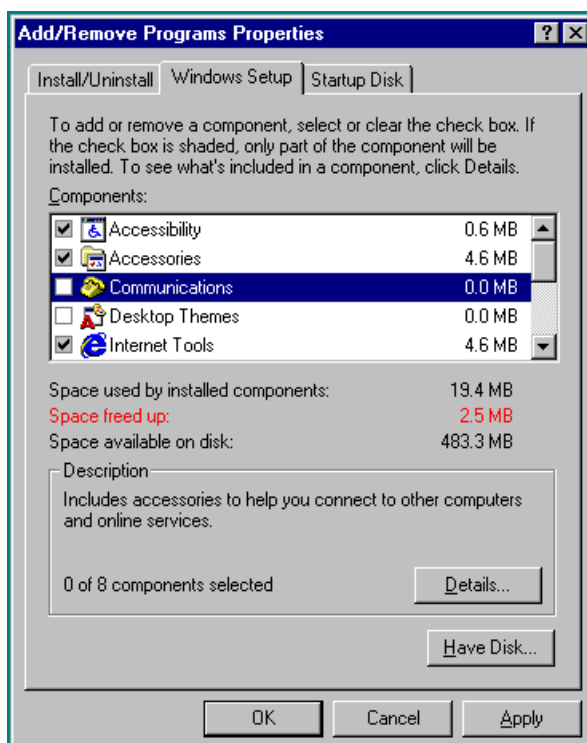 Add/Remove Programs Properties
Install/Uninstall Windows Setup Startup Disk
To add or remove a component, select or clear the check box. If
the check box is shaded, only part of the component will be
installed. To see what's included in a component, click Details.
Components:
Accessibility 0.6 MB
Accessories 4.6 MB
Communications 0.0 MB
Desktop Themes 0.0 MB
Internet Tools 4.6 MB
Space used by installed components: 19.4 MB
Space freed up: 2.5 MB
Space available on disk: 483.3 MB
Description
Includes accessories to help you connect to other computers
and online services.
0 of 8 components selected
Details...
Have Disk...
OK Cancel Apply